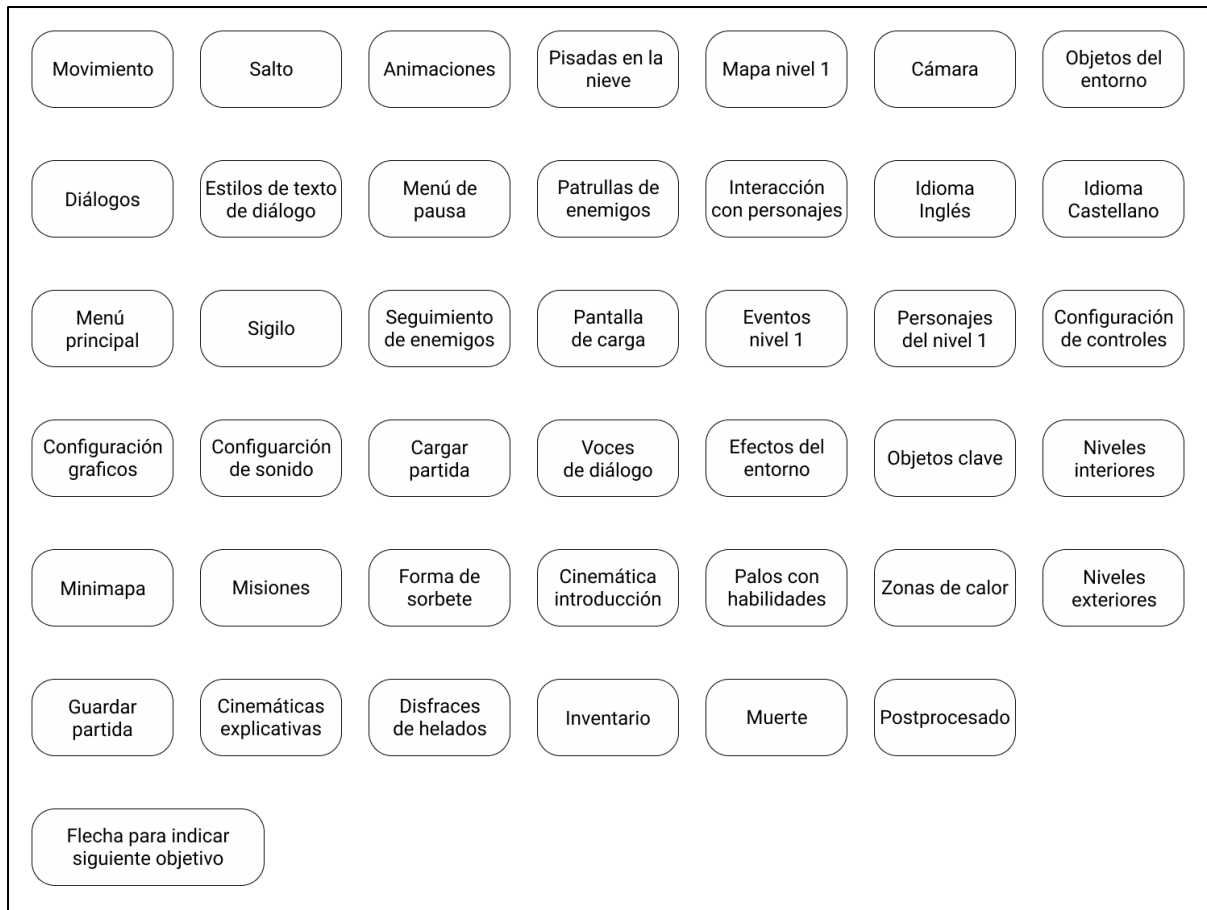 Movimiento
Salto
Animaciones
Pisadas en la
nieve
Mapa nivel 1
Cámara
Objetos del
entorno
Diálogos
Estilos de texto
de diálogo
Menú de
pausa
Patrullas de
enemigos
Interacción
con personajes
Idioma
Inglés
Idioma
Castellano
Menú
principal
Sigilo
Seguimiento
de enemigos
Pantalla
de carga
Eventos
nivel 1
Personajes
del nivel 1
Configuración
de controles
Configuración
graficos
Configuarción
de sonido
Cargar
partida
Voces
de diálogo
Efectos del
entorno
Objetos clave
Niveles
interiores
Minimapa
Misiones
Forma de
sorbete
Cinemática
introducción
Palos con
habilidades
Zonas de calor
Niveles
exteriores
Guardar
partida
Cinemáticas
explicativas
Disfraces
de helados
Inventario
Muerte
Postprocesado
Flecha para indicar
siguiente objetivo